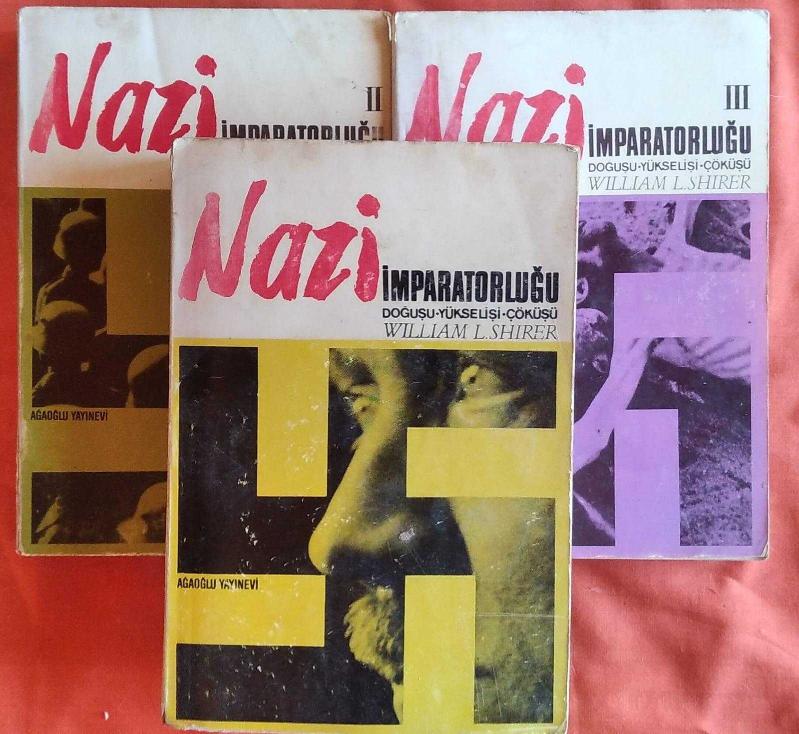 Nazi
II
İMPARATORLUĞU
AĞAOĞLU YAYINEVİ
Nazi
III
İMPARATORLUĞU
DOĞUŞU-YÜKSELİŞİ-ÇÖKÜŞÜ
WILLIAM L. SHIRER
Nazi
İMPARATORLUĞU
DOĞUŞU-YÜKSELİŞİ-ÇÖKÜŞÜ
WILLIAM L. SHIRER
AĞAOĞLU YAYINEVİ